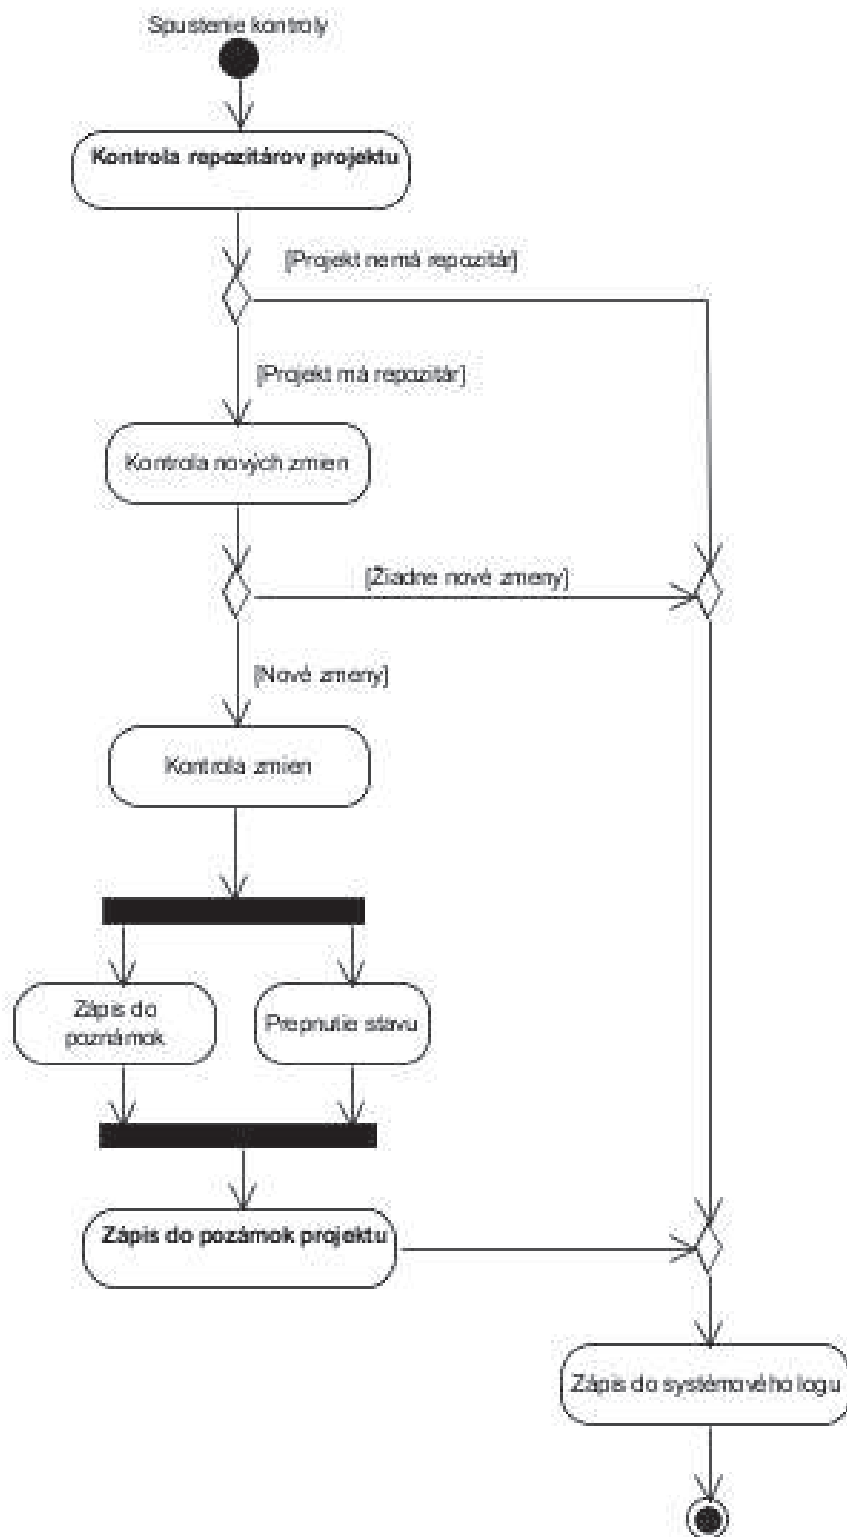 Spustenie kontroly
Kontrola repozitárov projektu
[Projekt nemá repozitár]
[Projekt má repozitár]
Kontrola nových zmien
[Žiadne nové zmeny]
[Nové zmeny]
Kontrola zmien
Zápis do
poznámok
Prepnutie stavu
Zápis do pozámok projektu
Zápis do systémového logu